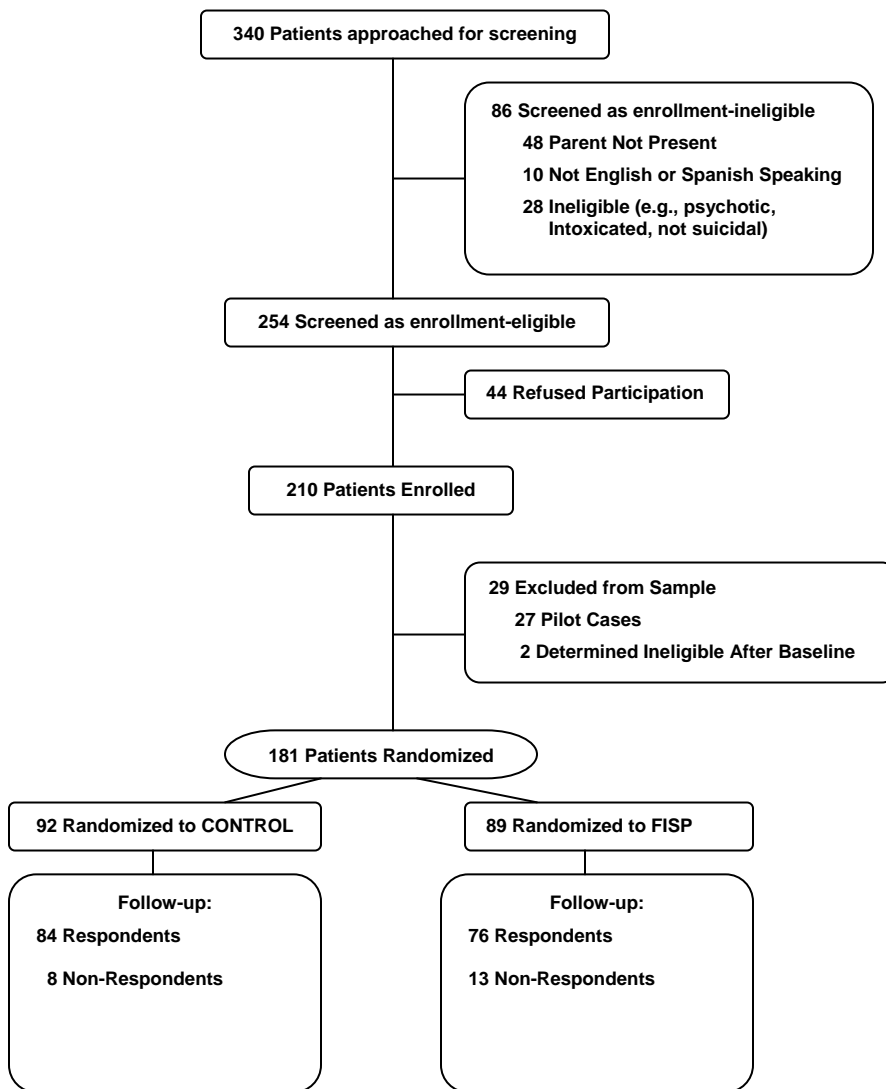 340 Patients approached for screening
86 Screened as enrollment-ineligible
48 Parent Not Present
10 Not English or Spanish Speaking
28 Ineligible (e.g., psychotic,
Intoxicated, not suicidal)
254 Screened as enrollment-eligible
44 Refused Participation
210 Patients Enrolled
29 Excluded from Sample
27 Pilot Cases
2 Determined Ineligible After Baseline
181 Patients Randomized
92 Randomized to CONTROL
89 Randomized to FISP
Follow-up:
84 Respondents
8 Non-Respondents
Follow-up:
76 Respondents
13 Non-Respondents